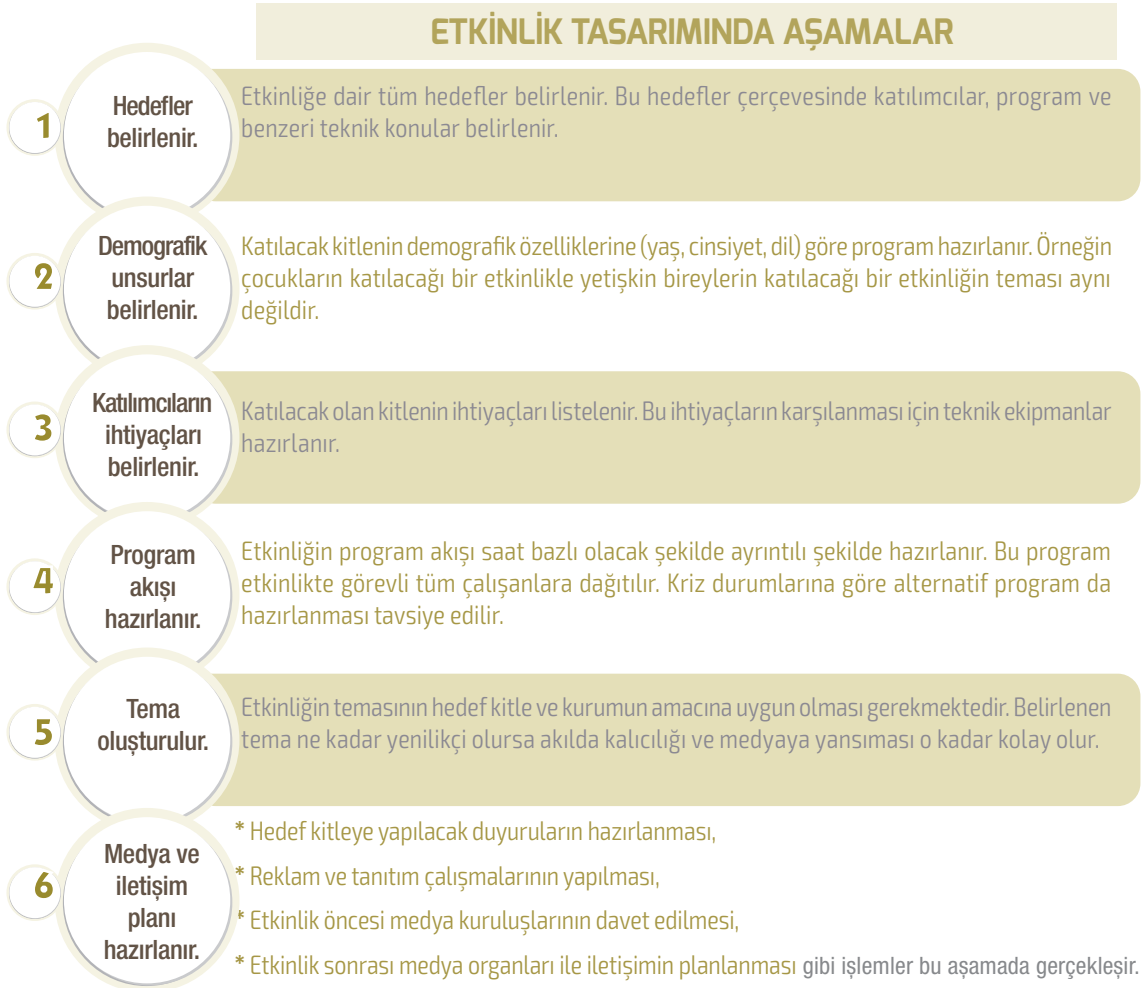 ETKİNLİK TASARIMINDA AŞAMALAR
1
Hedefler
belirlenir.
Etkinliğe dair tüm hedefler belirlenir. Bu hedefler çerçevesinde katılımcılar, program ve
benzeri teknik konular belirlenir.
2
Demografik
unsurlar
belirlenir.
Katılacak kitlenin demografik özelliklerine (yaş, cinsiyet, dil) göre program hazırlanır. Örneğin
çocukların katılacağı bir etkinlikle yetişkin bireylerin katılacağı bir etkinliğin teması aynı
değildir.
3
Katılımcıların
ihtiyaçları
belirlenir.
Katılacak olan kitlenin ihtiyaçları listelenir. Bu ihtiyaçların karşılanması için teknik ekipmanlar
hazırlanır.
4
Program
akışı
hazırlanır.
Etkinliğin program akışı saat bazlı olacak şekilde ayrıntılı şekilde hazırlanır. Bu program
etkinlikte görevli tüm çalışanlara dağıtılır. Kriz durumlarına göre alternatif program da
hazırlanması tavsiye edilir.
5
Tema
oluşturulur.
Etkinliğin temasının hedef kitle ve kurumun amacına uygun olması gerekmektedir. Belirlenen
tema ne kadar yenilikçi olursa akılda kalıcılığı ve medyaya yansıması o kadar kolay olur.
6
Medya ve
iletişim
planı
hazırlanır.
* Hedef kitleye yapılacak duyuruların hazırlanması,
* Reklam ve tanıtım çalışmalarının yapılması,
* Etkinlik öncesi medya kuruluşlarının davet edilmesi,
* Etkinlik sonrası medya organları ile iletişimin planlanması gibi işlemler bu aşamada gerçekleşir.